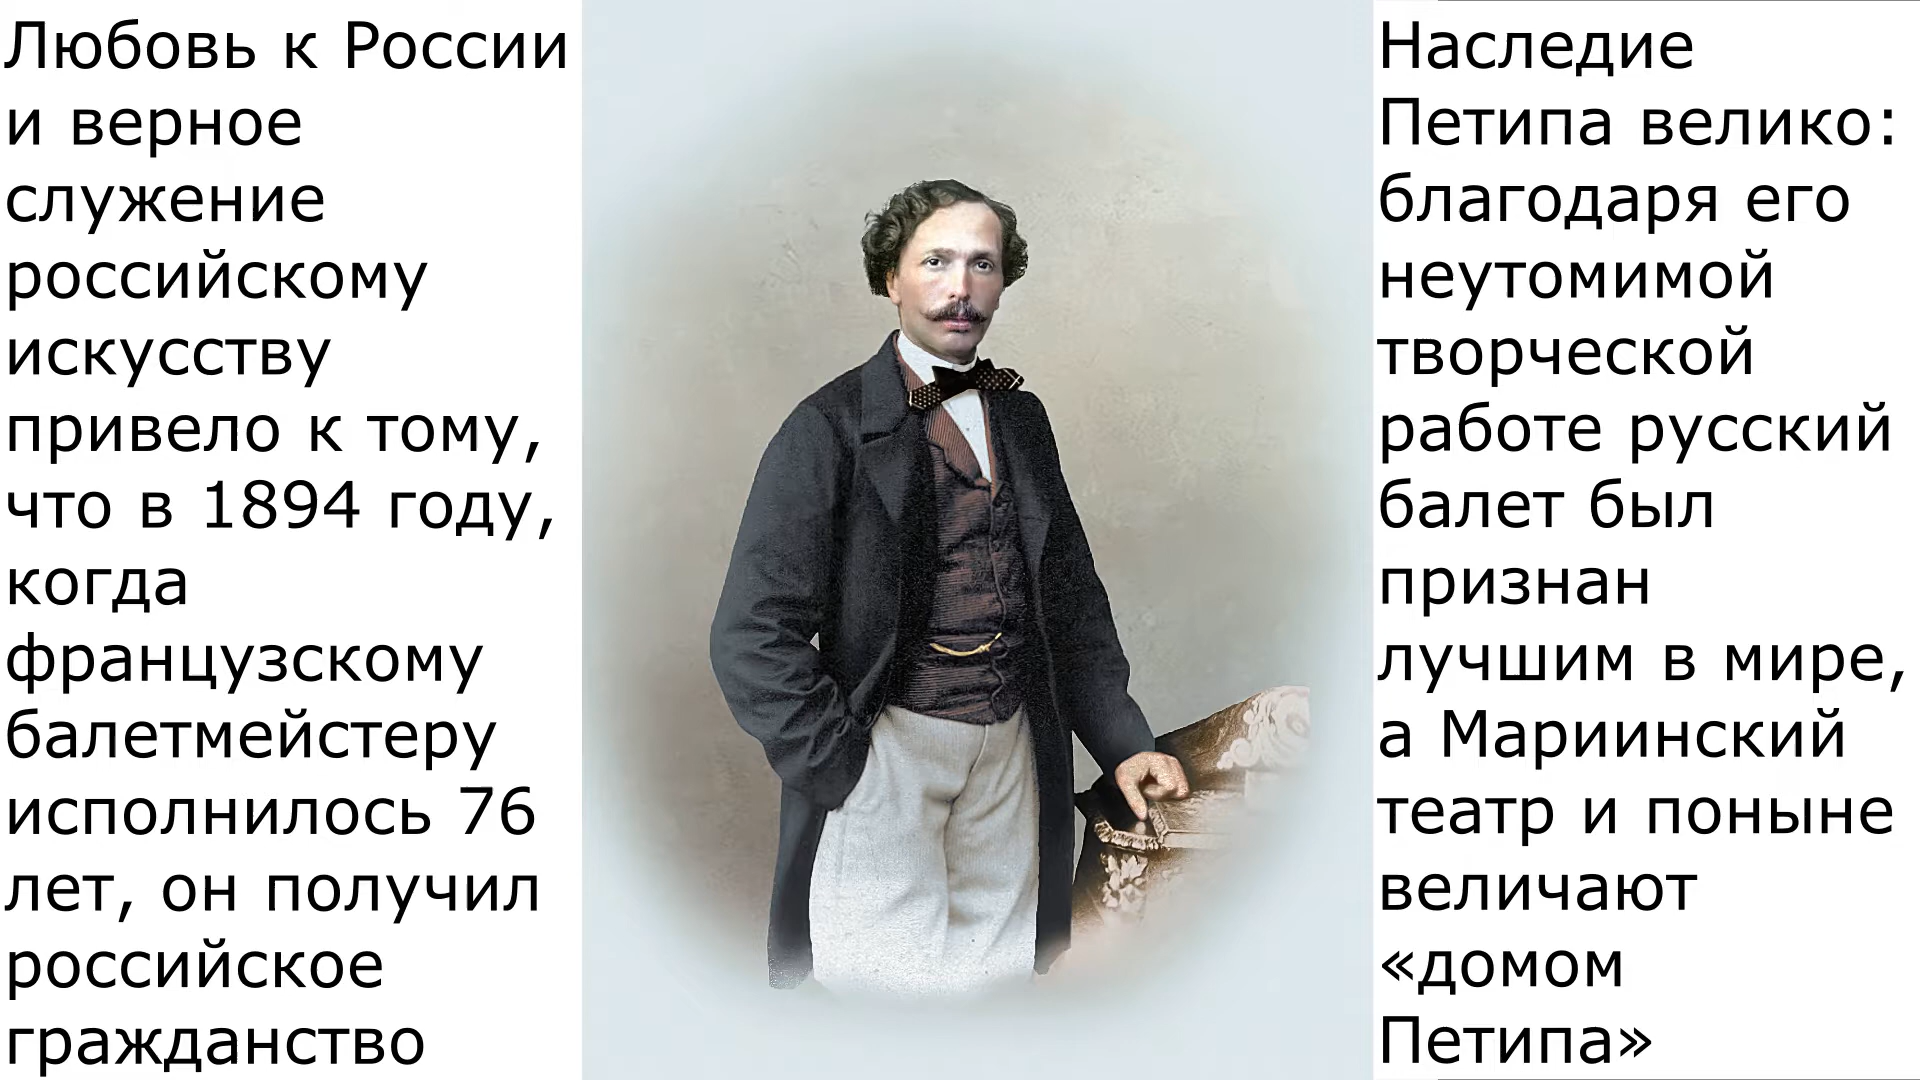 Любовь к России
и верное
служение
российскому
искусству
привело к тому,
что в 1894 году,
когда
французскому
балетмейстеру
исполнилось 76
лет, он получил
российское
гражданство
Наследие
Петипа велико:
благодаря его
неутомимой
творческой
работе русский
балет был
признан
лучшим в мире,
а Мариинский
театр и поныне
величают
«домом
Петипа»